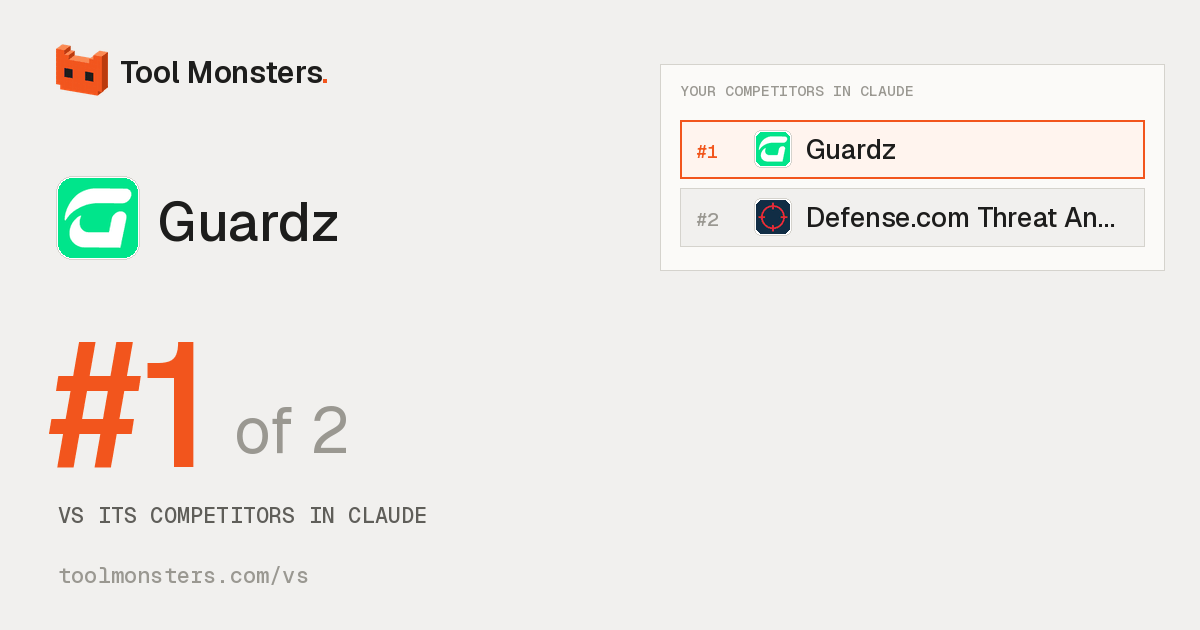 Tool Monsters.
Guardz
#1 of 2
VS ITS COMPETITORS IN CLAUDE
toolmonsters.com/vs
YOUR COMPETITORS IN CLAUDE
#1 Guardz
#2 Defense.com Threat An...